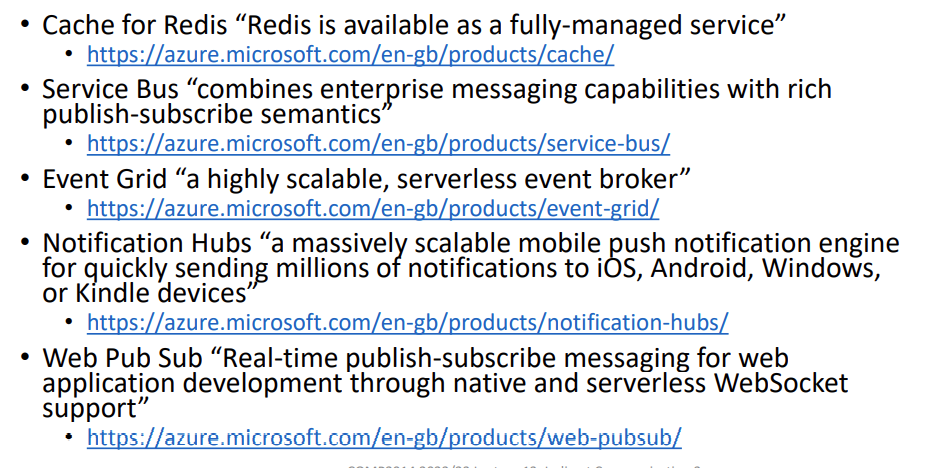 • Cache for Redis “Redis is available as a fully-managed service”
• https://azure.microsoft.com/en-gb/products/cache/
• Service Bus “combines enterprise messaging capabilities with rich
publish-subscribe semantics”
• https://azure.microsoft.com/en-gb/products/service-bus/
• Event Grid “a highly scalable, serverless event broker”
• https://azure.microsoft.com/en-gb/products/event-grid/
• Notification Hubs “a massively scalable mobile push notification engine
for quickly sending millions of notifications to iOS, Android, Windows,
or Kindle devices”
• https://azure.microsoft.com/en-gb/products/notification-hubs/
• Web Pub Sub “Real-time publish-subscribe messaging for web
application development through native and serverless WebSocket
support”
• https://azure.microsoft.com/en-gb/products/web-pubsub/